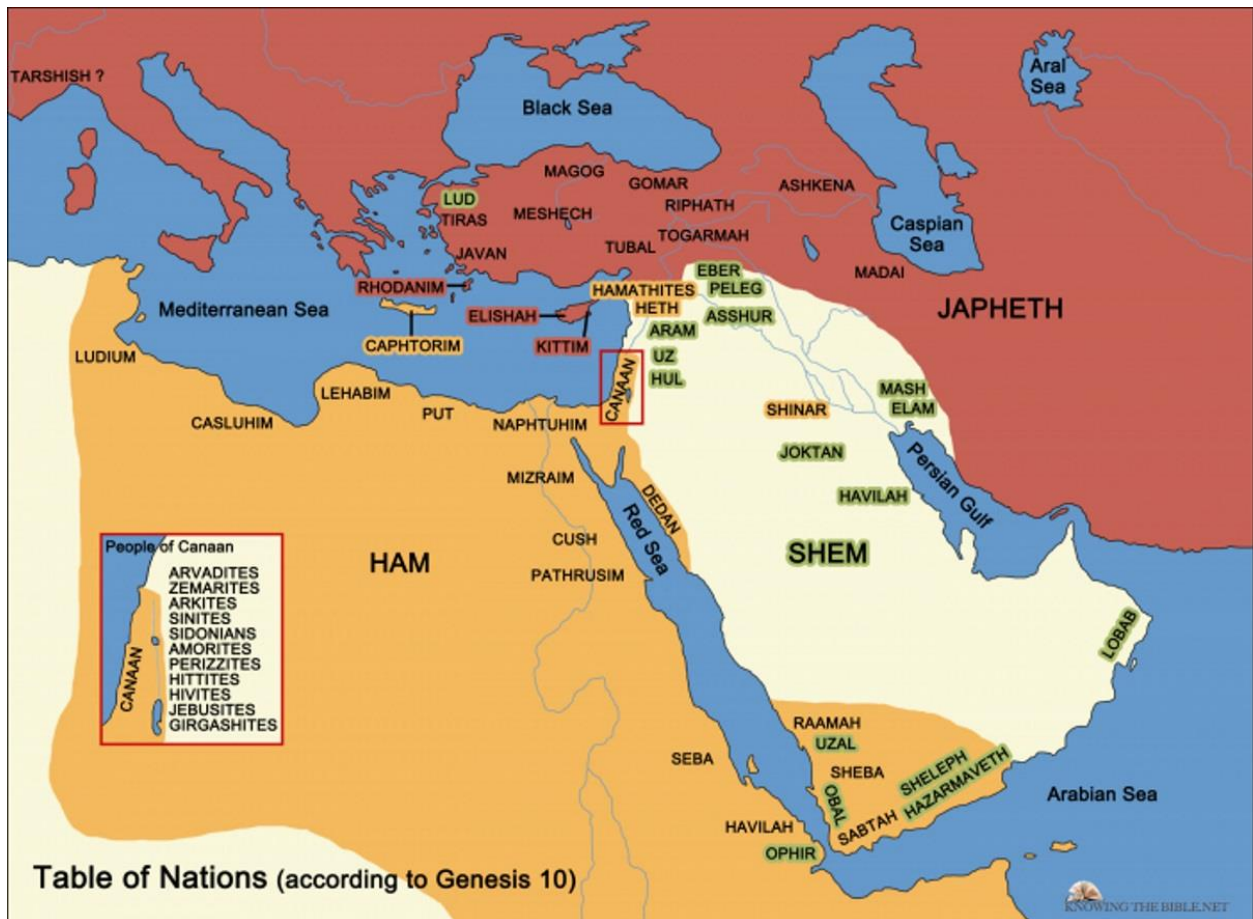 TARSHISH ?
Black Sea
Aral
Sea
MAGOG
GOMAR
ASHKENA
LUD
RIPHATH
TIRAS
MESHECH
TOGARMAH
Caspian
Sea
JAVAN
TUBAL
MADAI
EBER
RHODANIM
HAMATHITES
PELEG
JAPHETH
Mediterranean Sea
HETH
ELISHAH
ASSHUR
CAPHTORIM
KITTIM
ARAM
LUDIUM
UZ
LEHABIM
CANAAN
HUL
MASH
CASLUHIM
PUT
SHINAR
ELAM
NAPHTUHIM
JOKTAN
MIZRAIM
DEDAN
HAVILAH
Persian Gulf
Red Sea
CUSH
HAM
SHEM
PATHRUSIM
People of Canaan
ARVADITES
ZEMARITES
ARKITES
SINITES
SIDONIANS
AMORITES
PERIZZITES
HITTITES
HIVITES
JEBUSITES
GIRGASHITES
CANAAN
LOBAB
RAAMAH
UZAL
SEBA
SHEBA
SHELEPH
HAZARMAVETH
OBAL
SABTAH
Arabian Sea
HAVILAH
OPHIR
Table of Nations (according to Genesis 10)
KNOWING THE BIBLE.NET